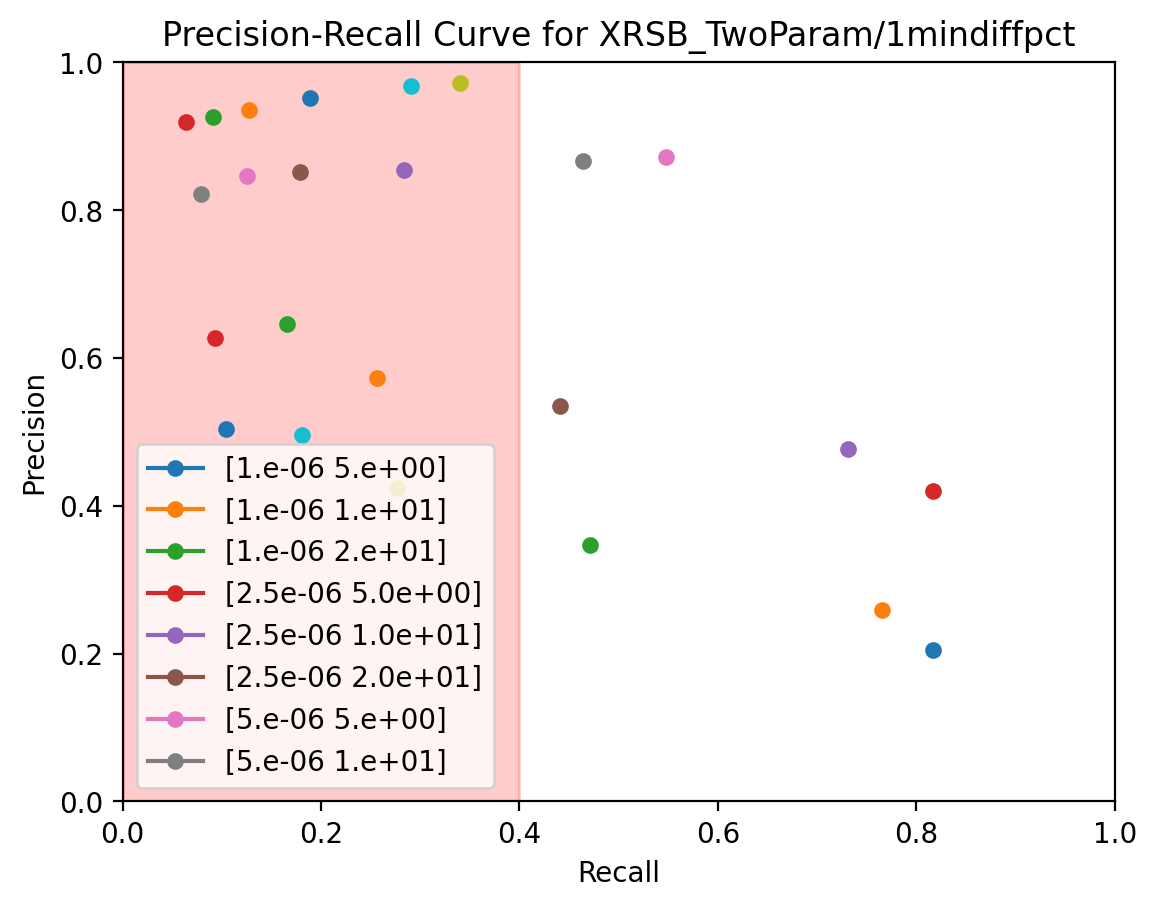 Precision-Recall Curve for XRSB_TwoParam/1mindiffpct
1.0
0.8
0.6
0.4
0.2
0.0
Precision
[1.e-06 5.e+00]
[1.e-06 1.e+01]
[1.e-06 2.e+01]
[2.5e-06 5.0e+00]
[2.5e-06 1.0e+01]
[2.5e-06 2.0e+01]
[5.e-06 5.e+00]
[5.e-06 1.e+01]
0.0 0.2 0.4 0.6 0.8 1.0
Recall